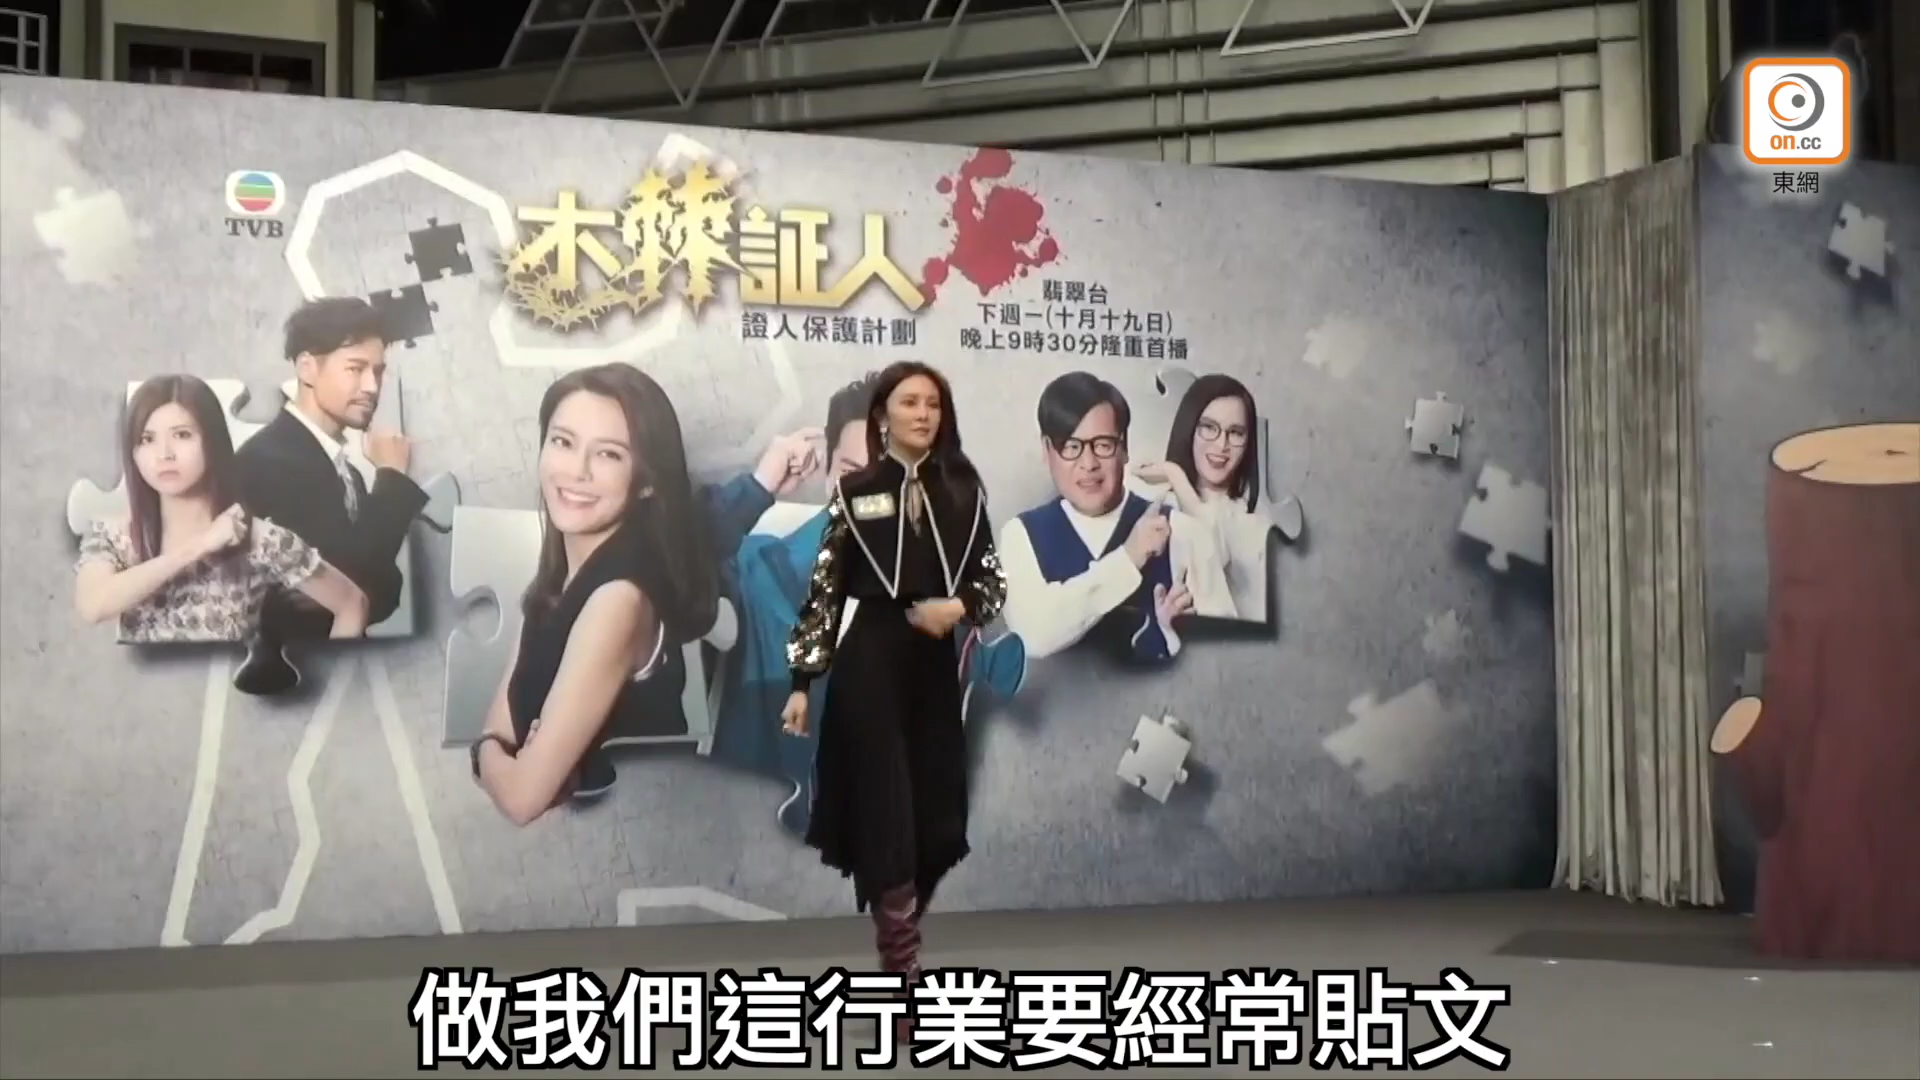 on.cc
東網
TVB
木棘証人
證人保護計劃
翡翠台
下週一(十月十九日)
晚上9時30分隆重首播
做我們這行業要經常貼文